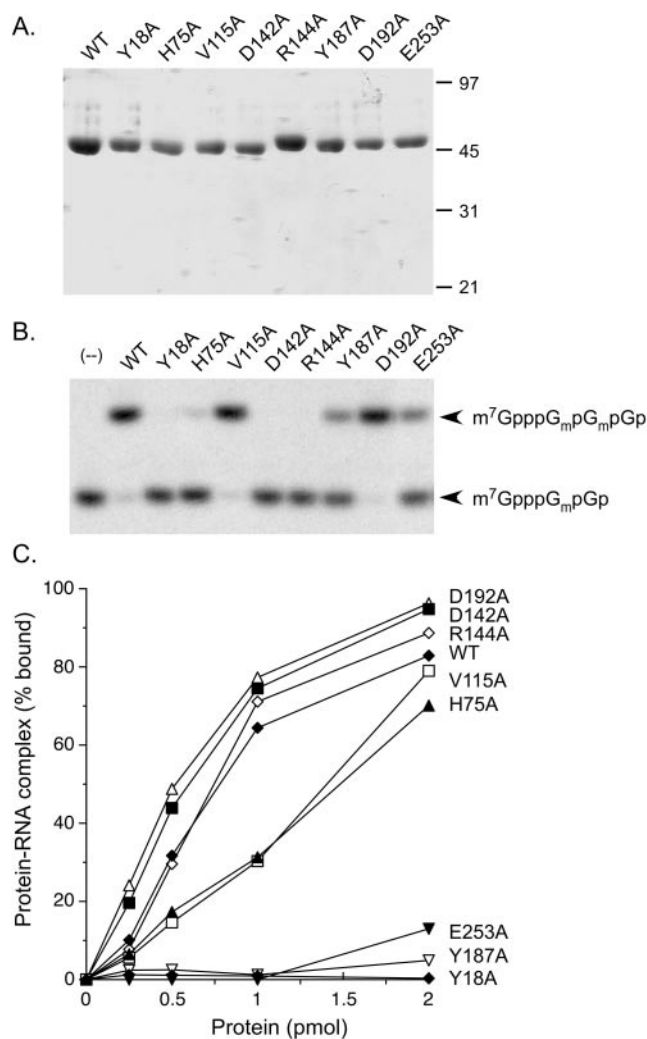 A.
WT Y18A H75A V115A D142A R144A Y187A D192A E253A
97
45
31
21
B.
(--) WT Y18A H75A V115A D142A R144A Y187A D192A E253A
m⁷GpppGₘpGₘpGp
m⁷GpppGₘpGp
C.
Protein-RNA complex (% bound)
100
80
60
40
20
0
0 0.5 1 1.5 2
Protein (pmol)
D192A
D142A
R144A
WT
V115A
H75A
E253A
Y187A
Y18A